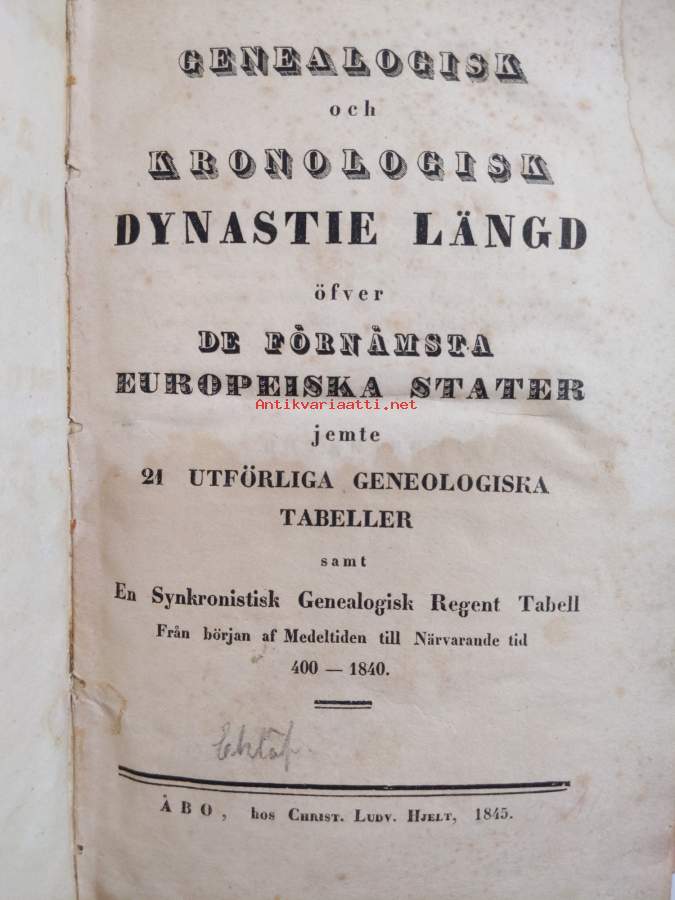 GENEALOGISK
och
KRONOLOGISK
DYNASTIE LÄNGD
öfver
DE FÖRNÄMSTA
EUROPEISKA STATER
Antikvariaatti.net
jemte
21 UTFÖRLIGA GENEOLOGISKA
TABELLER
samt
En Synkronistisk Genealogisk Regent Tabell
Från början af Medeltiden till Närvarande tid
400 — 1840.
ÅBO, hos CHRIST. LUDV. HJELT, 1845.